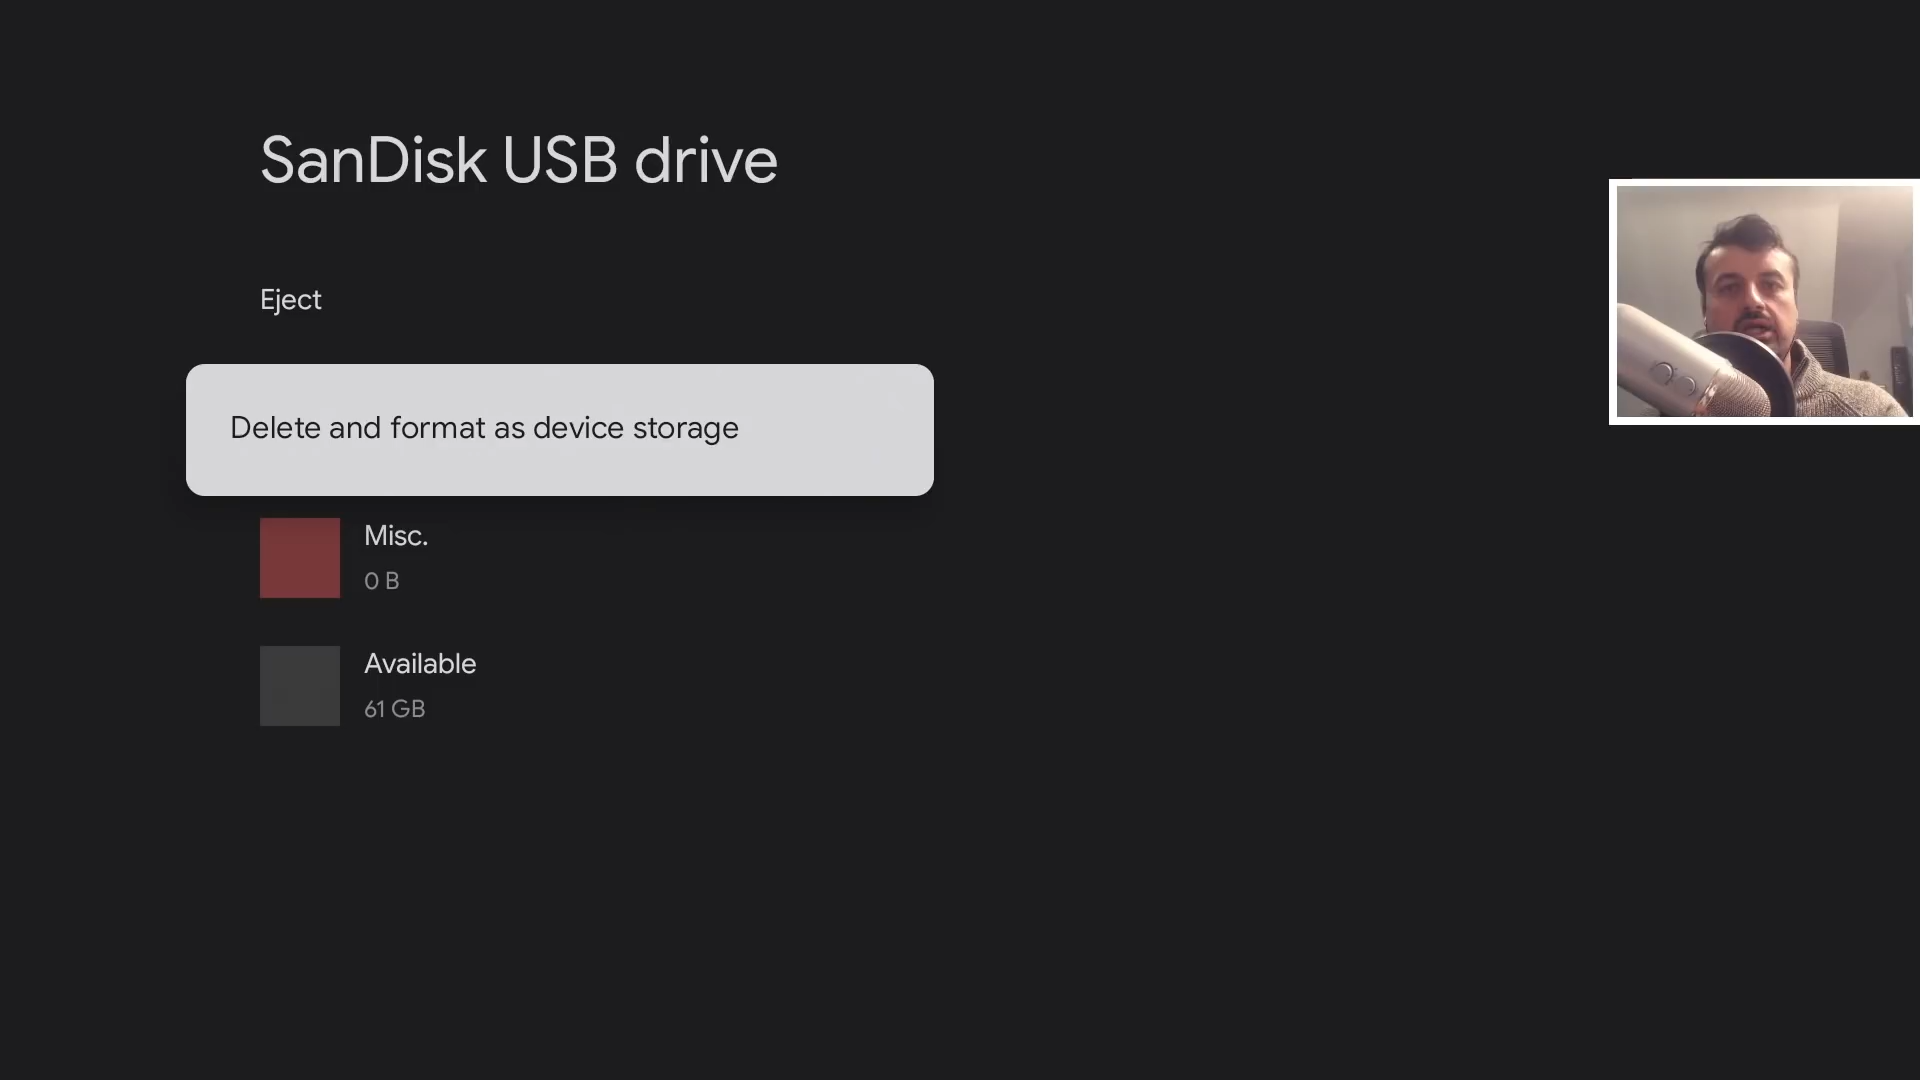 SanDisk USB drive
Eject
Delete and format as device storage
Misc.
0 B
Available
61 GB